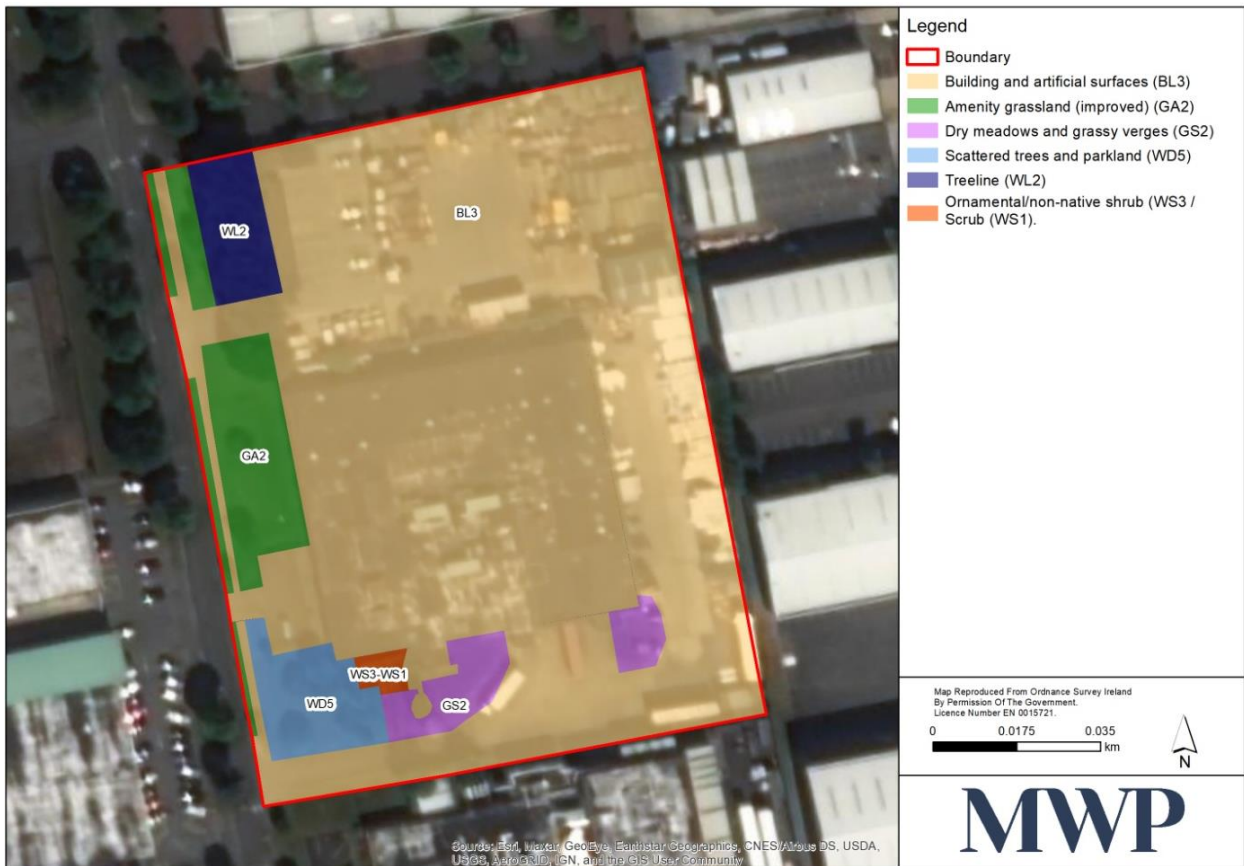 Legend
Boundary
Building and artificial surfaces (BL3)
Amenity grassland (improved) (GA2)
Dry meadows and grassy verges (GS2)
Scattered trees and parkland (WD5)
Treeline (WL2)
Ornamental/non-native shrub (WS3 /
Scrub (WS1).
BL3
WL2
GA2
WS3-WS1
WD5
GS2
Map Reproduced From Ordnance Survey Ireland
By Permission Of The Government.
Licence Number EN 0015721.
0 0.0175 0.035
km
N
MWP
Source: Esri, Maxar, GeoEye, Earthstar Geographics, CNES/Airbus DS, USDA,
USGS, AeroGRID, IGN, and the GIS User Community